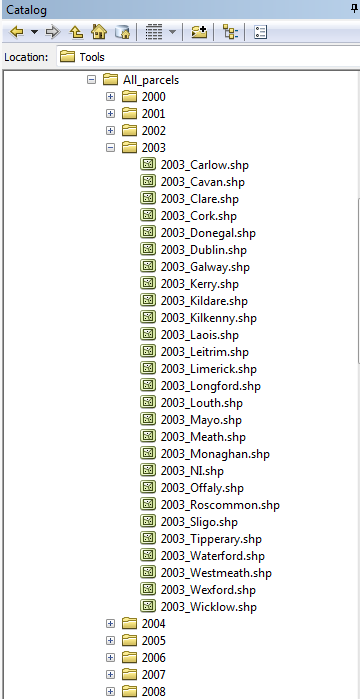 Catalog
Location: Tools
All_parcels
2000
2001
2002
2003
2003_Carlow.shp
2003_Cavan.shp
2003_Clare.shp
2003_Cork.shp
2003_Donegal.shp
2003_Dublin.shp
2003_Galway.shp
2003_Kerry.shp
2003_Kildare.shp
2003_Kilkenny.shp
2003_Laois.shp
2003_Leitrim.shp
2003_Limerick.shp
2003_Longford.shp
2003_Louth.shp
2003_Mayo.shp
2003_Meath.shp
2003_Monaghan.shp
2003_NI.shp
2003_Offaly.shp
2003_Roscommon.shp
2003_Sligo.shp
2003_Tipperary.shp
2003_Waterford.shp
2003_Westmeath.shp
2003_Wexford.shp
2003_Wicklow.shp
2004
2005
2006
2007
2008